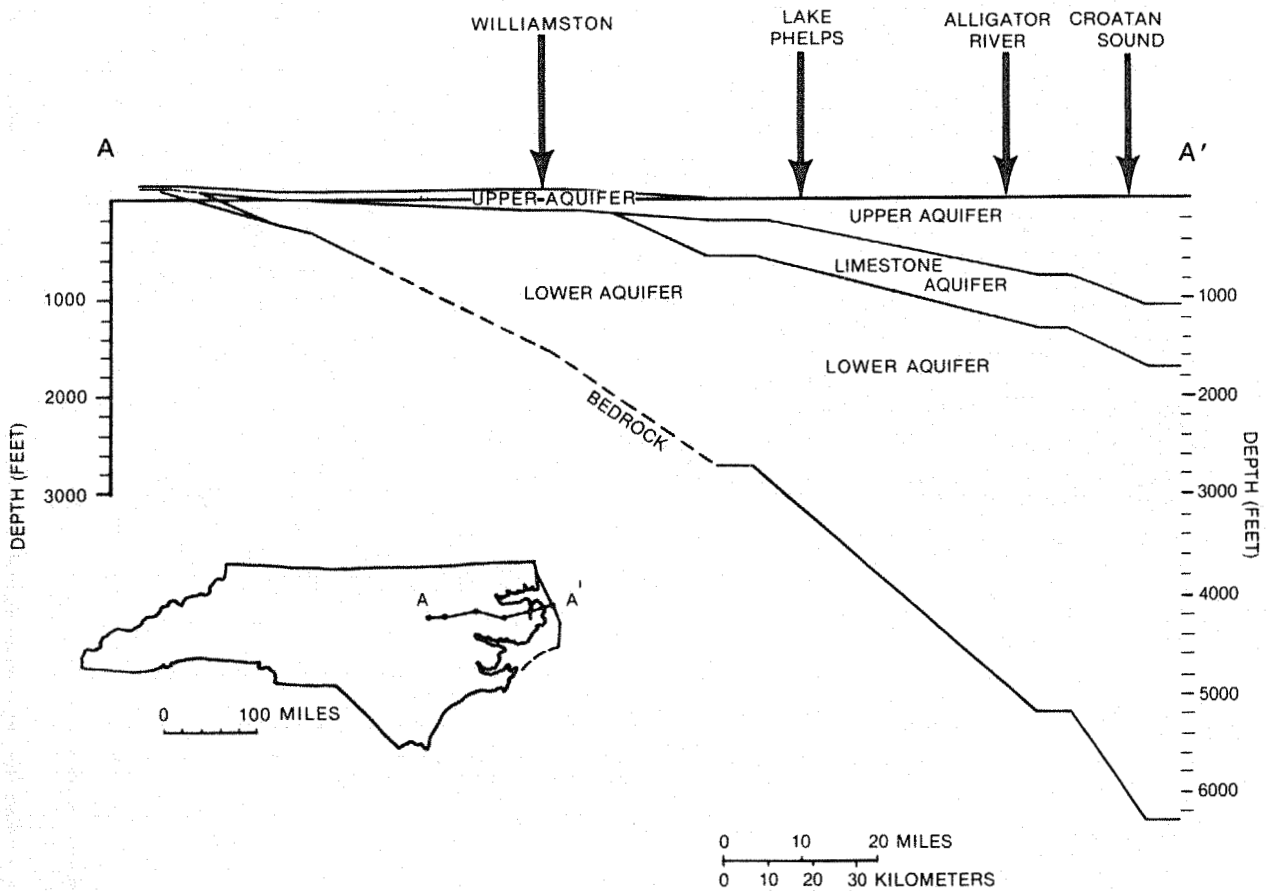 WILLIAMSTON
LAKE
PHELPS
ALLIGATOR
RIVER
CROATAN
SOUND
A
A'
UPPER-AQUIFER
UPPER AQUIFER
LIMESTONE
AQUIFER
LOWER AQUIFER
LOWER AQUIFER
BEDROCK
1000
2000
3000
DEPTH (FEET)
1000
2000
3000
4000
5000
6000
DEPTH (FEET)
A
A'
0 100 MILES
0 10 20 MILES
0 10 20 30 KILOMETERS